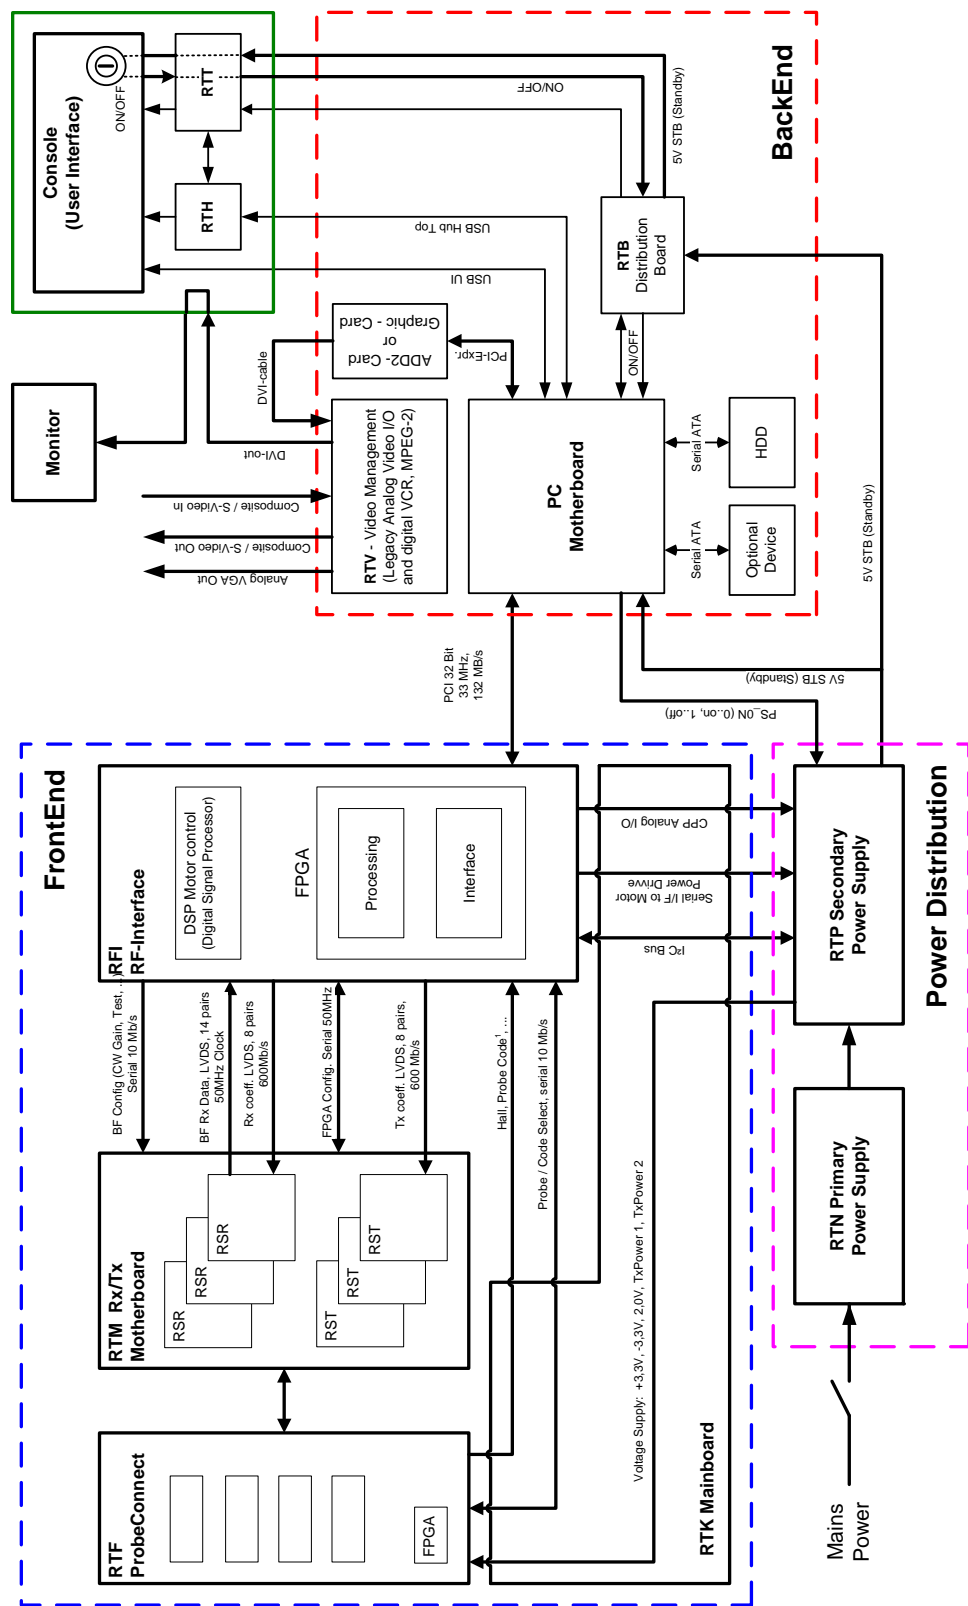 FrontEnd
RTF
ProbeConnect
FPGA
RTM Rx/Tx
Motherboard
RSR
RSR
RSR
RST
RST
RST
BF Config (CW Gain, Test, ..)
Serial 10 Mb/s
BF Rx Data, LVDS, 14 pairs
50MHz Clock
Rx coeff. LVDS, 8 pairs
600Mb/s
FPGA Config. Serial 50MHz
Tx coeff. LVDS, 8 pairs,
600 Mb/s
Hall, Probe Code¹, ...
Probe / Code Select, serial 10 Mb/s
RFI
RF-Interface
DSP Motor control
(Digital Signal Processor)
FPGA
Processing
Interface
RTK Mainboard
Voltage Supply: +3,3V, -3,3V, 2,0V, TxPower 1, TxPower 2
I²C Bus
Serial I/F to Motor
Power Drivve
CPP Analog I/O
Mains
Power
RTN Primary
Power Supply
RTP Secondary
Power Supply
Power Distribution
PCI 32 Bit
33 MHz,
132 MB/s
PS_0N (0..on, 1..off)
5V STB (Standby)
5V STB (Standby)
BackEnd
Analog VGA Out
Composite / S-Video Out
Composite / S-Video In
DVI-out
DVI-cable
RTV - Video Management
(Legacy Analog Video I/O
and digital VCR, MPEG-2)
ADD2- Card
or
Graphic - Card
PCI-Expr.
PC
Motherboard
Serial ATA
Serial ATA
Optional
Device
HDD
USB UI
USB Hub Top
ON/OFF
RTB
Distribution
Board
ON/OFF
5V STB (Standby)
Monitor
Console
(User Interface)
ON/OFF
RTH
RTT